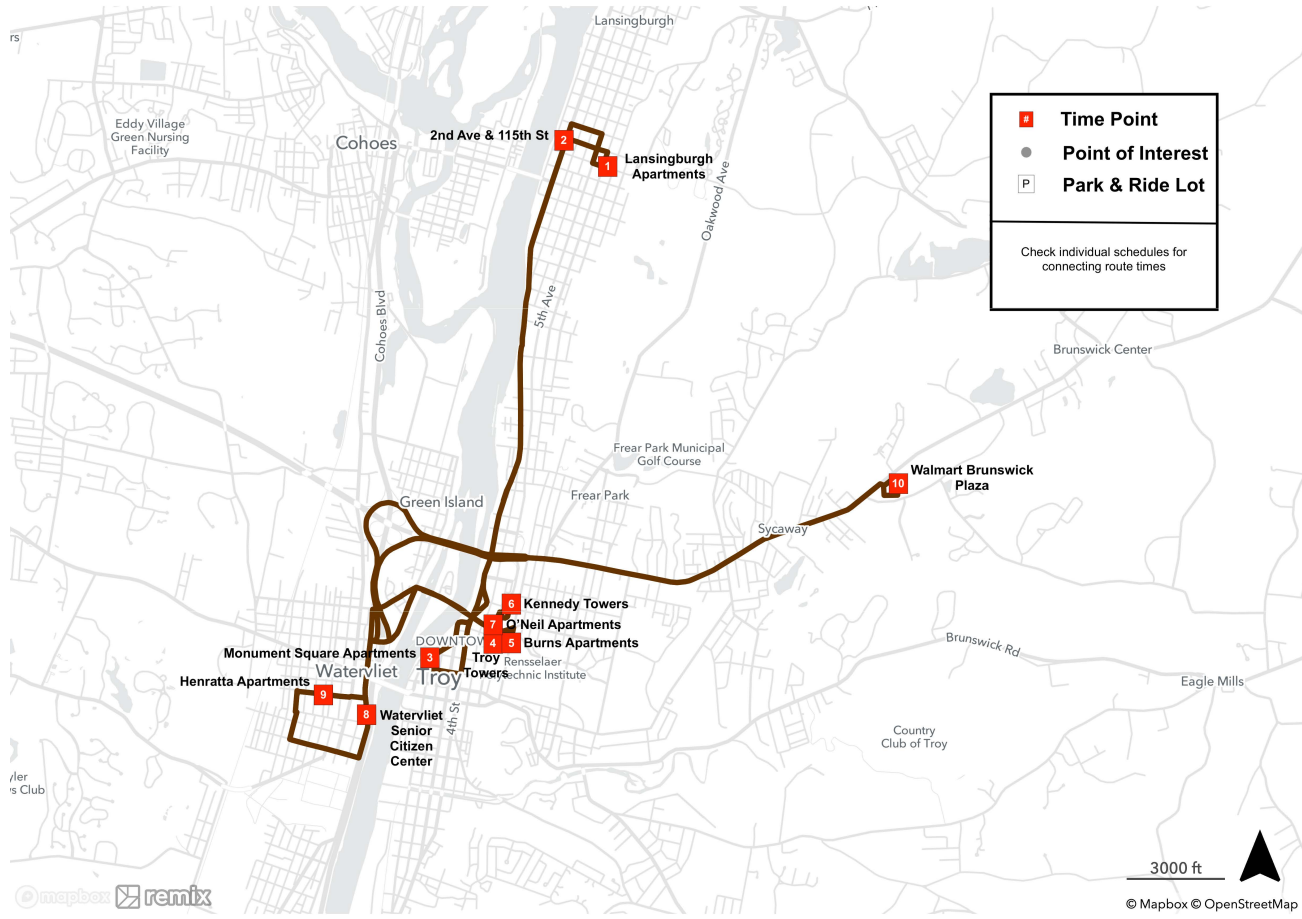 Lansingburgh
rs
Eddy Village
Green Nursing
Facility
Cohoes
2nd Ave & 115th St
2
1
Lansingburgh
Apartments
Oakwood Ave
# Time Point
Point of Interest
P Park & Ride Lot
Check individual schedules for
connecting route times
Cohoes Blvd
5th Ave
Brunswick Center
Frear Park Municipal
Golf Course
Walmart Brunswick
Plaza
10
Frear Park
Green Island
Sycaway
6 Kennedy Towers
7 O'Neil Apartments
DOWNTOW
4 5 Burns Apartments
Monument Square Apartments
3
Troy
Towers
Rensselaer
ytechnic Institute
Watervliet
Troy
Henratta Apartments
9
8
Watervliet
Senior
Citizen
Center
4th St
Brunswick Rd
Eagle Mills
Country
Club of Troy
yler
s Club
3000 ft
mapbox remix
© Mapbox © OpenStreetMap